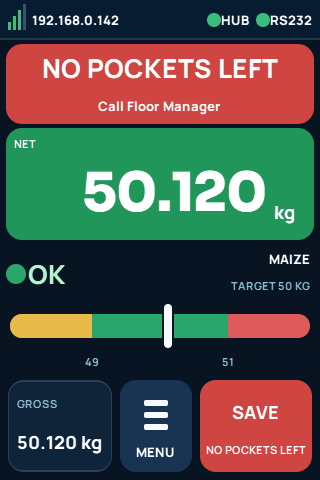 192.168.0.142 HUB RS232
NO POCKETS LEFT
Call Floor Manager
NET
50.120 kg
OK
MAIZE
TARGET 50 KG
49 51
GROSS
50.120 kg
MENU
SAVE
NO POCKETS LEFT